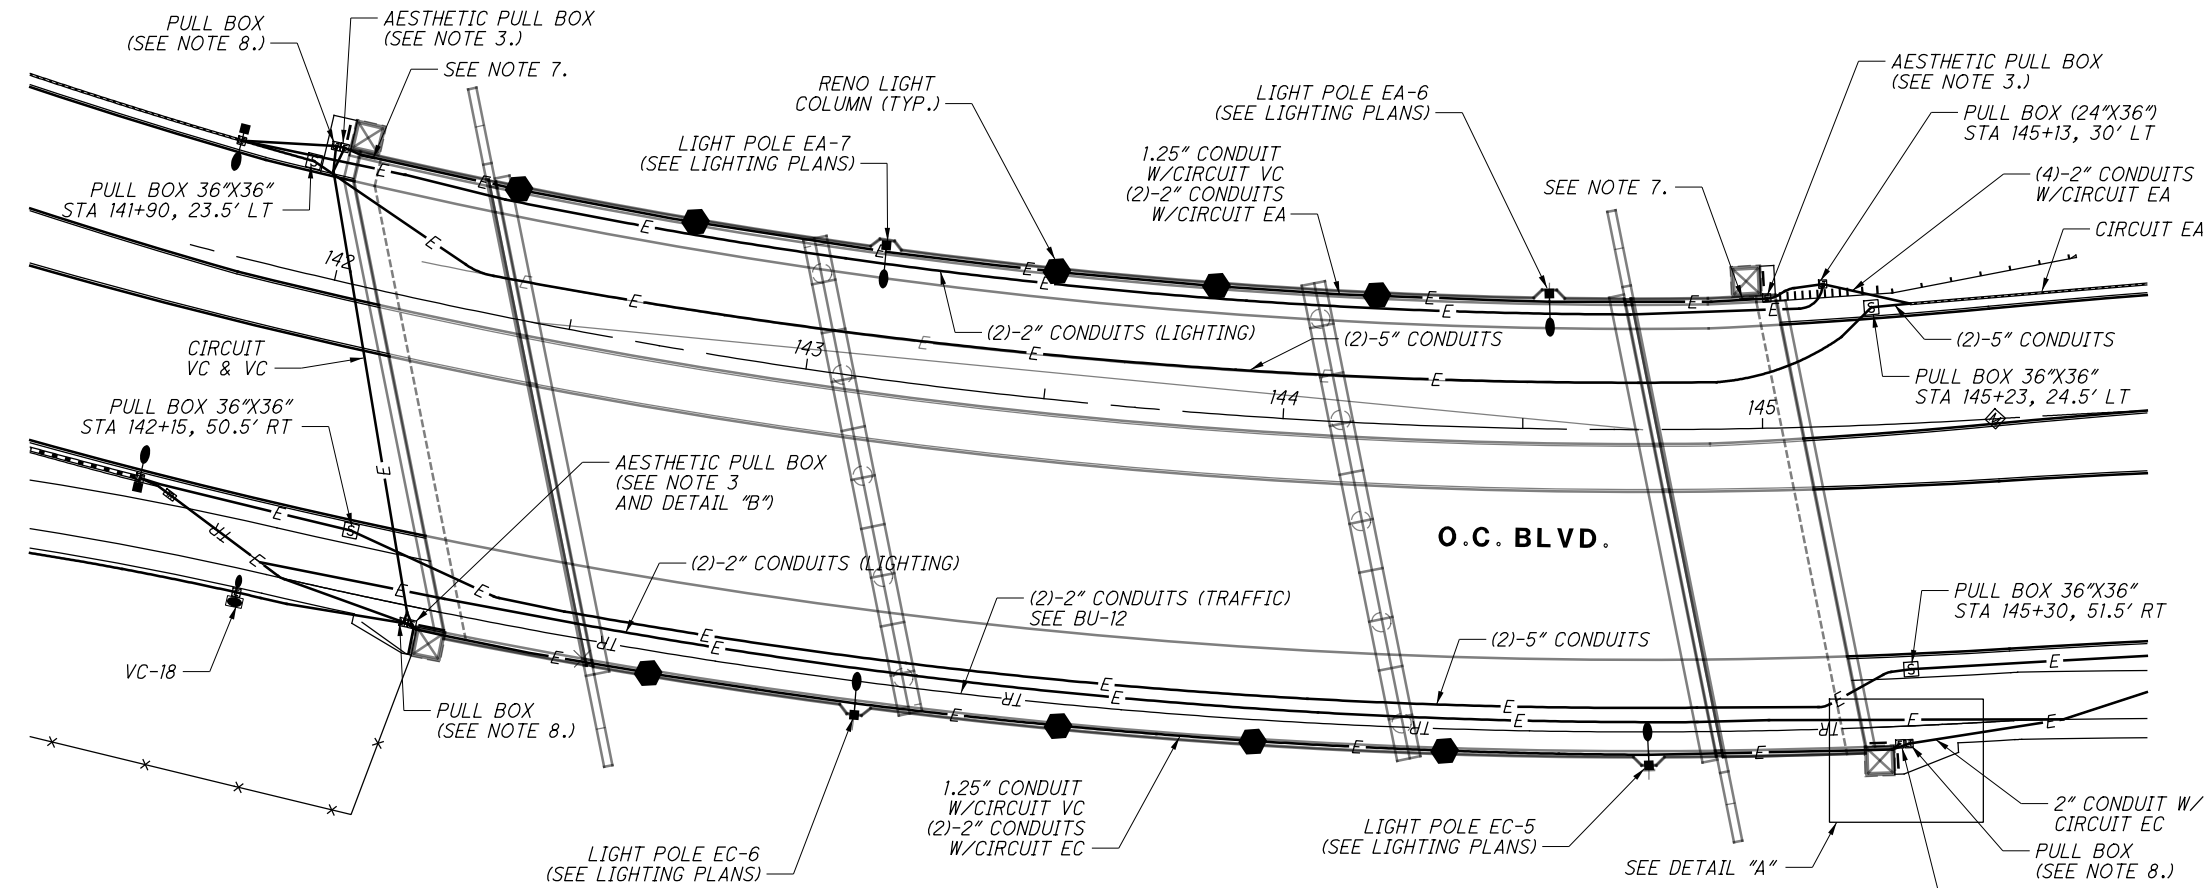 PULL BOX
(SEE NOTE 8.)
AESTHETIC PULL BOX
(SEE NOTE 3.)
SEE NOTE 7.
RENO LIGHT
COLUMN (TYP.)
LIGHT POLE EA-7
(SEE LIGHTING PLANS)
LIGHT POLE EA-6
(SEE LIGHTING PLANS)
1.25" CONDUIT
W/CIRCUIT VC
(2)-2" CONDUITS
W/CIRCUIT EA
SEE NOTE 7.
AESTHETIC PULL BOX
(SEE NOTE 3.)
PULL BOX (24"X36")
STA 145+13, 30' LT
(4)-2" CONDUITS
W/CIRCUIT EA
CIRCUIT EA
PULL BOX 36"X36"
STA 141+90, 23.5' LT
142
143
144
145
(2)-2" CONDUITS (LIGHTING)
(2)-5" CONDUITS
(2)-5" CONDUITS
PULL BOX 36"X36"
STA 145+23, 24.5' LT
CIRCUIT
VC & VC
PULL BOX 36"X36"
STA 142+15, 50.5' RT
AESTHETIC PULL BOX
(SEE NOTE 3
AND DETAIL "B")
O.C. BLVD.
(2)-2" CONDUITS (LIGHTING)
(2)-2" CONDUITS (TRAFFIC)
SEE BU-12
(2)-5" CONDUITS
PULL BOX 36"X36"
STA 145+30, 51.5' RT
VC-18
PULL BOX
(SEE NOTE 8.)
1.25" CONDUIT
W/CIRCUIT VC
(2)-2" CONDUITS
W/CIRCUIT EC
LIGHT POLE EC-6
(SEE LIGHTING PLANS)
LIGHT POLE EC-5
(SEE LIGHTING PLANS)
SEE DETAIL "A"
2" CONDUIT W/
CIRCUIT EC
PULL BOX
(SEE NOTE 8.)